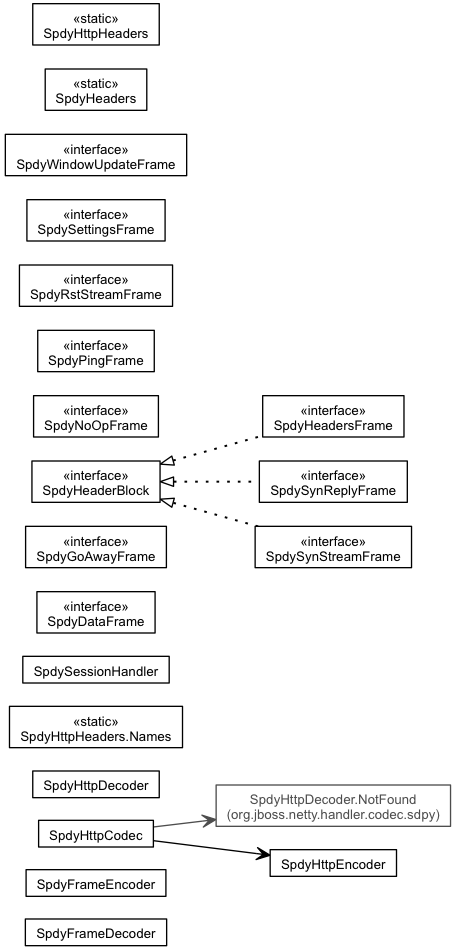 «static»
SpdyHttpHeaders
«static»
SpdyHeaders
«interface»
SpdyWindowUpdateFrame
«interface»
SpdySettingsFrame
«interface»
SpdyRstStreamFrame
«interface»
SpdyPingFrame
«interface»
SpdyNoOpFrame
«interface»
SpdyHeadersFrame
«interface»
SpdyHeaderBlock
«interface»
SpdySynReplyFrame
«interface»
SpdyGoAwayFrame
«interface»
SpdySynStreamFrame
«interface»
SpdyDataFrame
SpdySessionHandler
«static»
SpdyHttpHeaders.Names
SpdyHttpDecoder
SpdyHttpDecoder.NotFound
(org.jboss.netty.handler.codec.sdpy)
SpdyHttpCodec
SpdyHttpEncoder
SpdyFrameEncoder
SpdyFrameDecoder